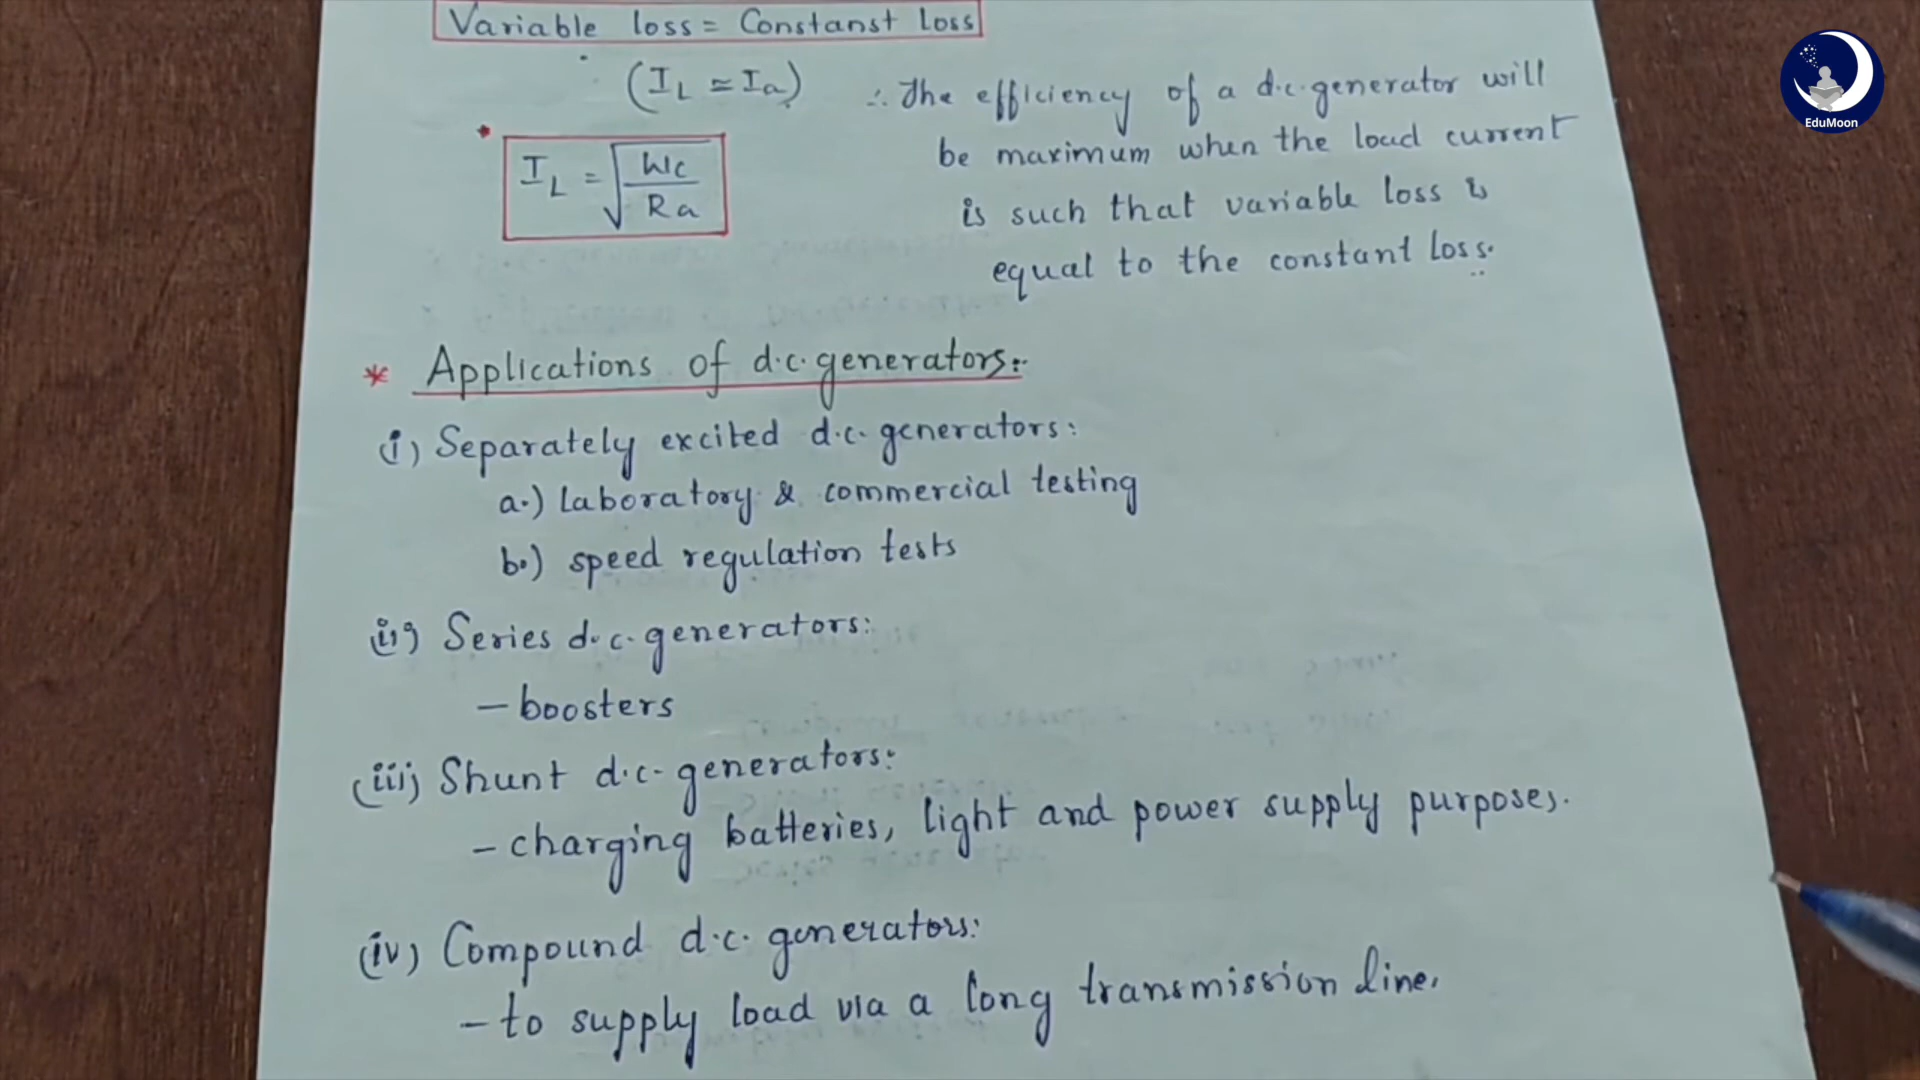 Variable loss = Constanst Loss
(I_L ≃ I_a)
I_L = √(Wc / Ra)
∴ The efficiency of a d.c. generator will
be maximum when the load current
is such that variable loss is
equal to the constant loss.
* Applications of d.c. generators:-
(i) Separately excited d.c. generators:
a.) laboratory & commercial testing
b.) speed regulation tests
(ii) Series d.c. generators:
- boosters
(iii) Shunt d.c. generators:
- charging batteries, light and power supply purposes.
(iv) Compound d.c. generators:
- to supply load via a long transmission line.
EduMoon